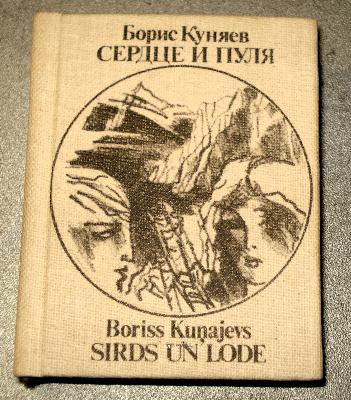 Борис Куняев
СЕРДЦЕ И ПУЛЯ
Boriss Kuņajevs
SIRDS UN LODE